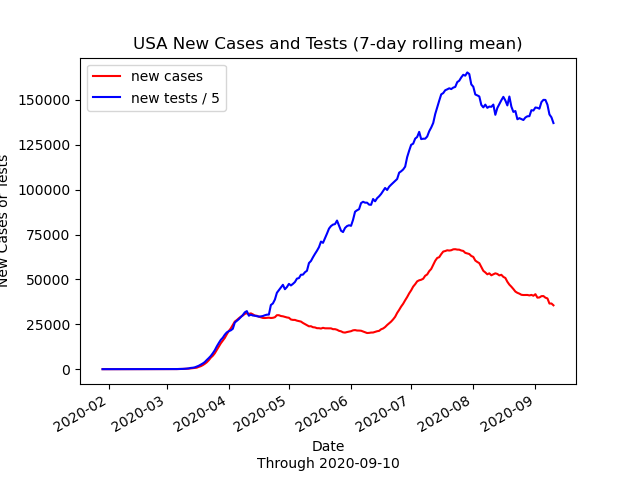 USA New Cases and Tests (7-day rolling mean)
new cases
new tests / 5
150000
125000
100000
75000
50000
25000
0
New Cases or Tests
2020-02
2020-03
2020-04
2020-05
2020-06
2020-07
2020-08
2020-09
Date
Through 2020-09-10